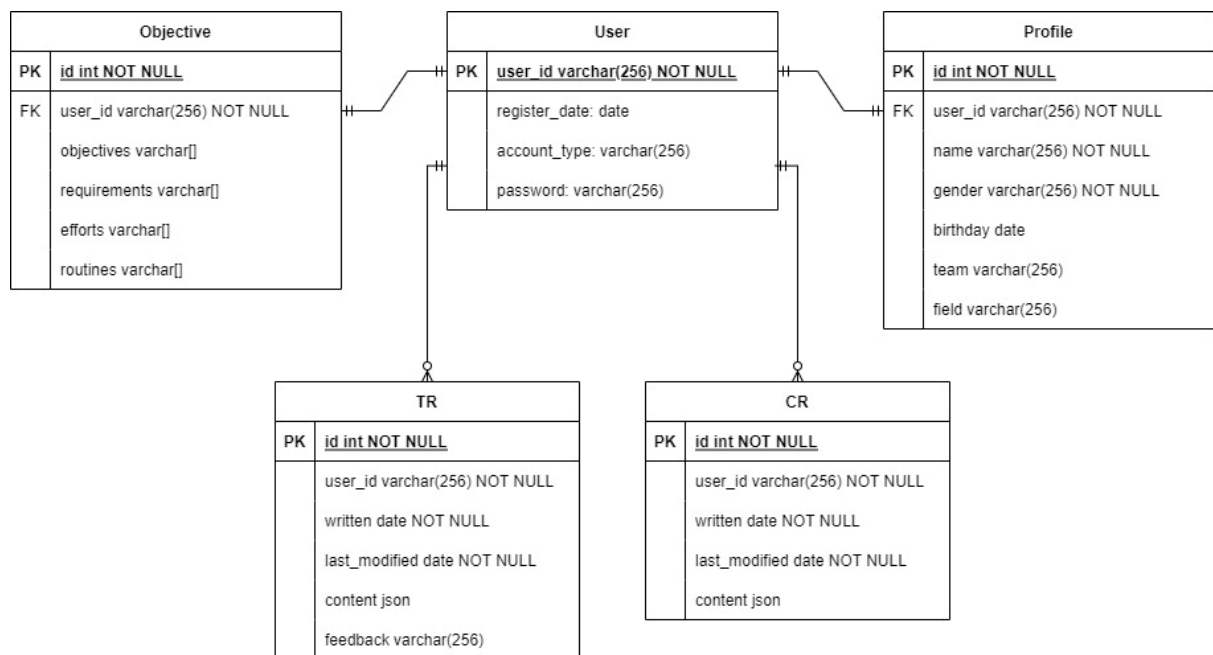 Objective
PK id int NOT NULL
FK user_id varchar(256) NOT NULL
objectives varchar[]
requirements varchar[]
efforts varchar[]
routines varchar[]
User
PK user_id varchar(256) NOT NULL
register_date: date
account_type: varchar(256)
password: varchar(256)
Profile
PK id int NOT NULL
FK user_id varchar(256) NOT NULL
name varchar(256) NOT NULL
gender varchar(256) NOT NULL
birthday date
team varchar(256)
field varchar(256)
TR
PK id int NOT NULL
user_id varchar(256) NOT NULL
written date NOT NULL
last_modified date NOT NULL
content json
feedback varchar(256)
CR
PK id int NOT NULL
user_id varchar(256) NOT NULL
written date NOT NULL
last_modified date NOT NULL
content json